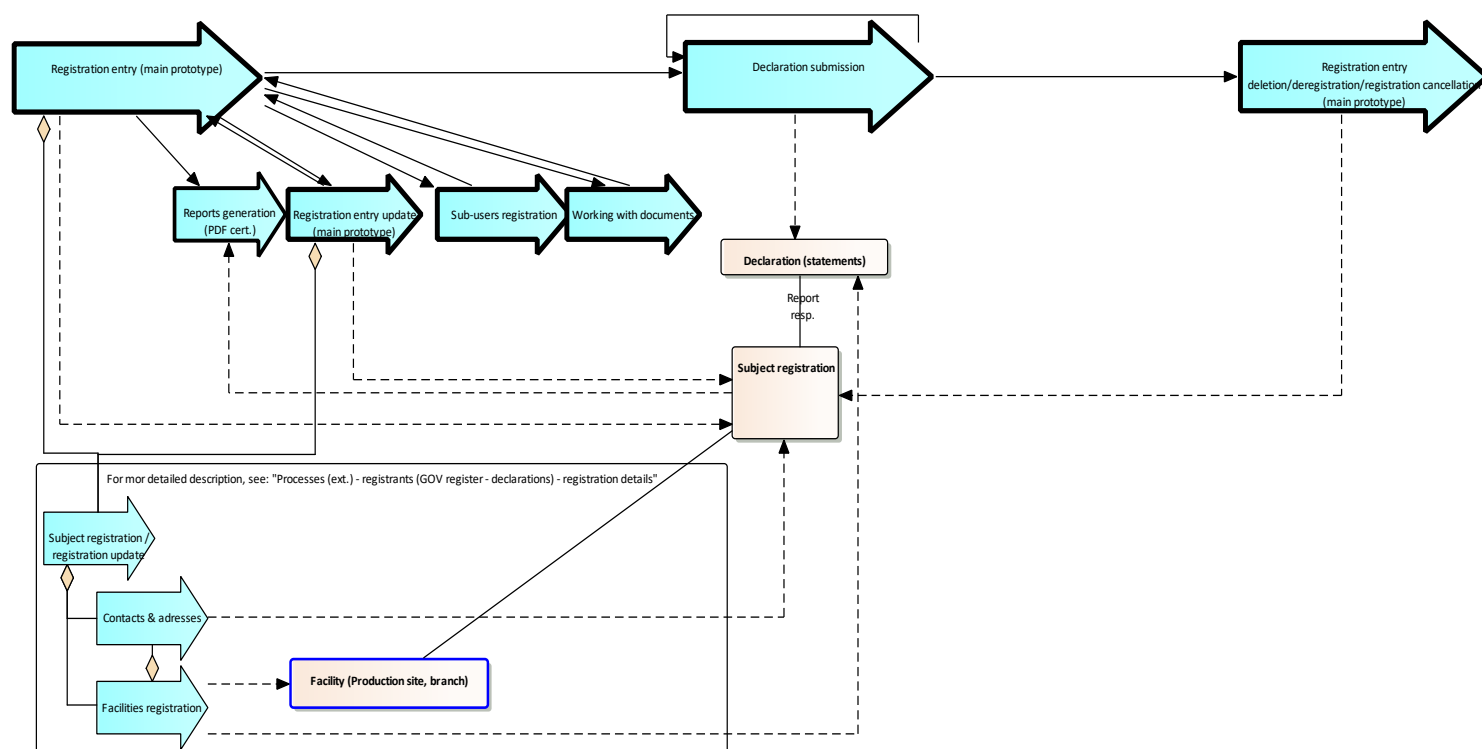 Registration entry (main prototype)
Declaration submission
Registration entry
deletion/deregistration/registration cancellation
(main prototype)
Reports generation
(PDF cert.)
Registration entry update
(main prototype)
Sub-users registration
Working with documents
Declaration (statements)
Report
resp.
Subject registration
For mor detailed description, see: "Processes (ext.) - registrants (GOV register - declarations) - registration details"
Subject registration /
registration update
Contacts & adresses
Facility (Production site, branch)
Facilities registration